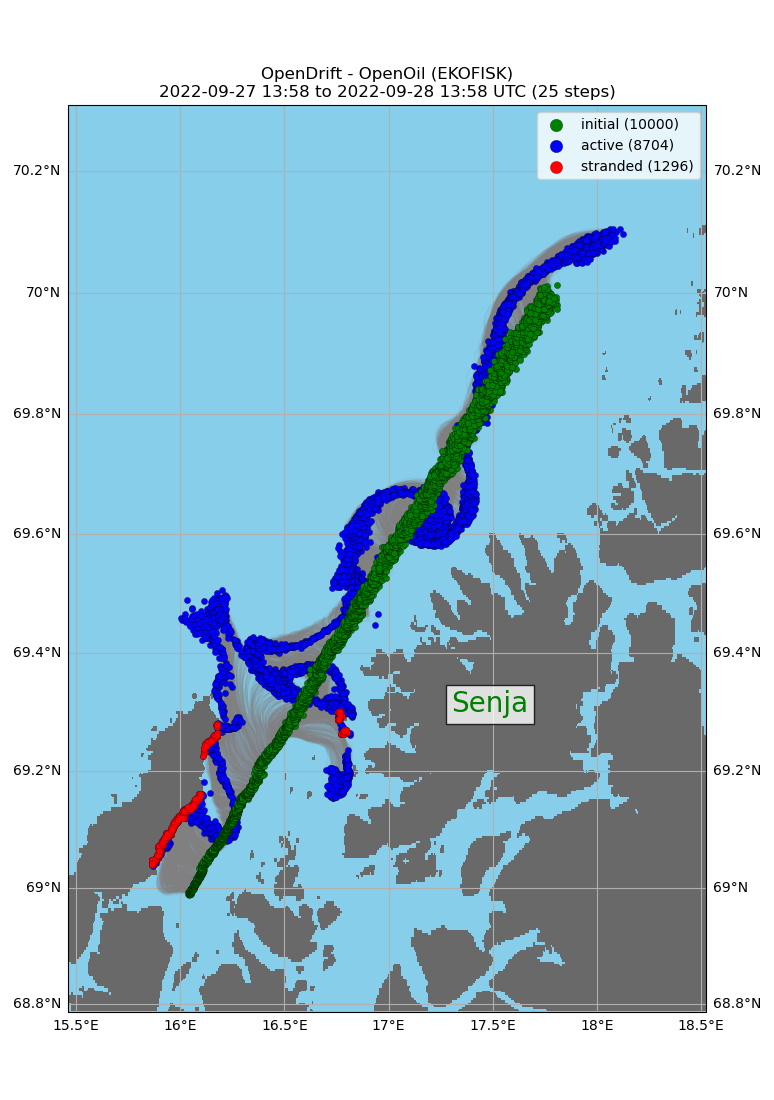 OpenDrift - OpenOil (EKOFISK)
2022-09-27 13:58 to 2022-09-28 13:58 UTC (25 steps)
initial (10000)
active (8704)
stranded (1296)
70.2°N 70.2°N
70°N 70°N
69.8°N 69.8°N
69.6°N 69.6°N
69.4°N 69.4°N
Senja
69.2°N 69.2°N
69°N 69°N
68.8°N 68.8°N
15.5°E 16°E 16.5°E 17°E 17.5°E 18°E 18.5°E